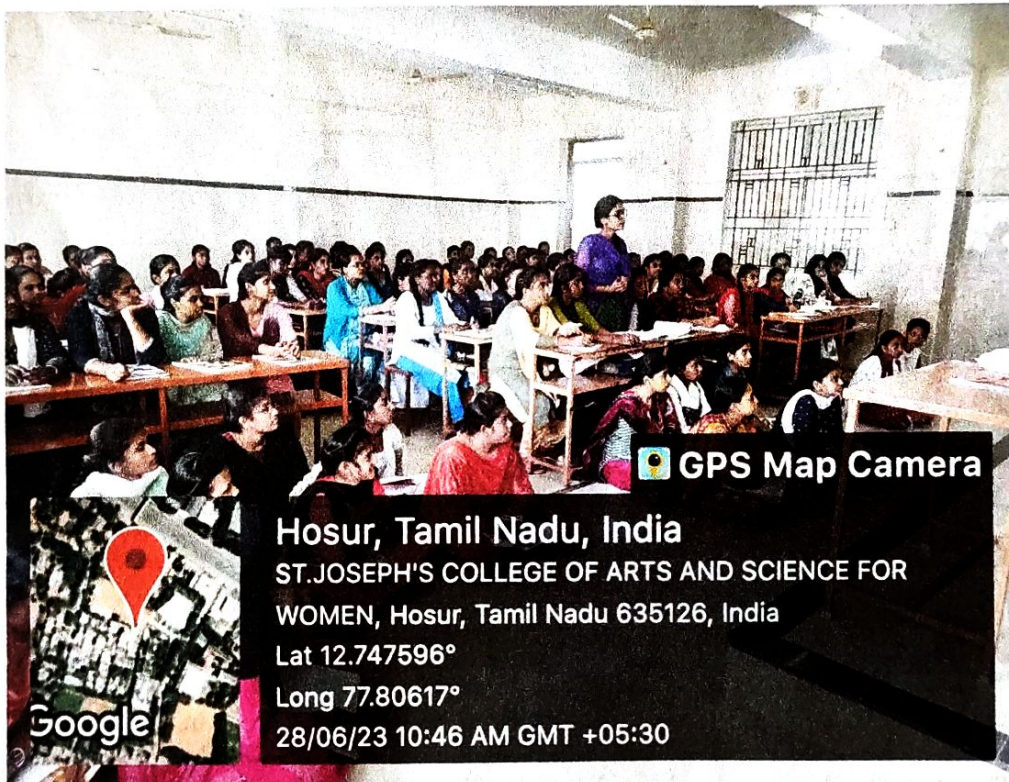 GPS Map Camera
Hosur, Tamil Nadu, India
ST.JOSEPH'S COLLEGE OF ARTS AND SCIENCE FOR
WOMEN, Hosur, Tamil Nadu 635126, India
Lat 12.747596°
Long 77.80617°
28/06/23 10:46 AM GMT +05:30
Google